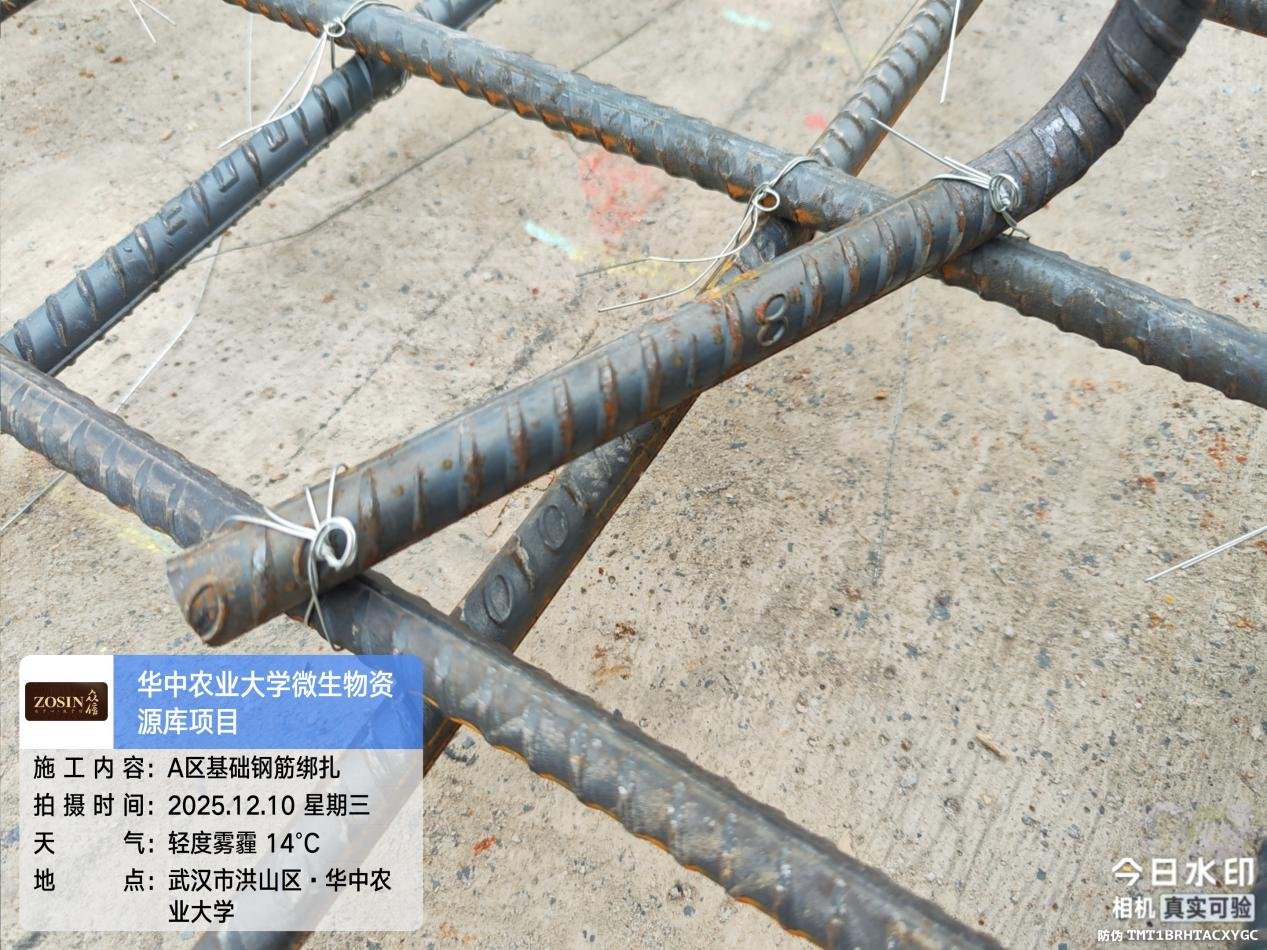 8
ZOSIN 众信
华中农业大学微生物资
源库项目
施工内容：A区基础钢筋绑扎
拍摄时间：2025.12.10 星期三
天气：轻度雾霾 14°C
地点：武汉市洪山区·华中农
业大学
今日水印
相机 真实可验
防伪 TMT1BRHTACXYGC